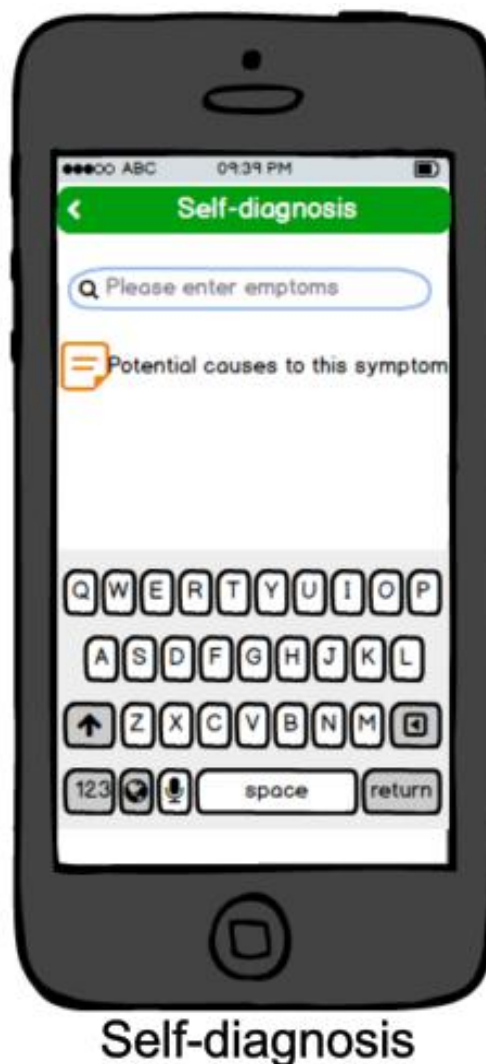 ABC 09:39 PM
Self-diagnosis
Please enter emptoms
Potential causes to this symptom
Q W E R T Y U I O P
A S D F G H J K L
Z X C V B N M
123 space return
Self-diagnosis